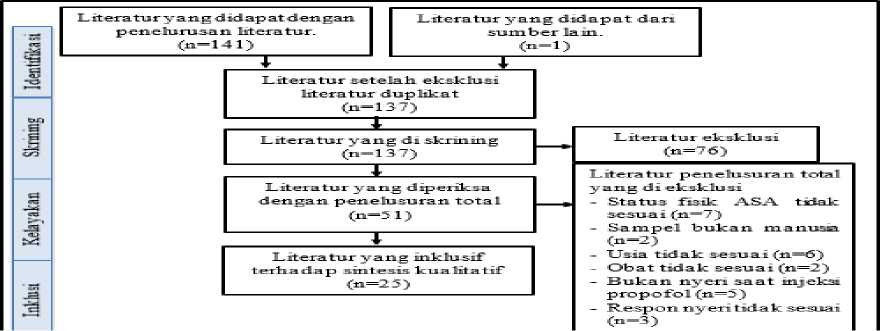 Literatur yang didapat dengan
penelurusan literatur.
(n=141)
Literatur yang didapat dari
sumber lain.
(n=1)
Identifikasi
Literatur setelah eksklusi
literatur duplikat
(n=137)
Skrining
Literatur yang di skrining
(n=137)
Literatur eksklusi
(n=76)
Kelayakan
Literatur yang diperiksa
dengan penelusuran total
(n=51)
Literatur penelusuran total
yang di eksklusi
- Status fisik ASA tidak
sesuai (n=7)
- Sampel bukan manusia
(n=2)
- Usia tidak sesuai (n=6)
- Obat tidak sesuai (n=2)
- Bukan nyeri saat injeksi
propofol (n=5)
- Respon nyeri tidak sesuai
(n=3)
Inklusi
Literatur yang inklusif
terhadap sintesis kualitatif
(n=25)